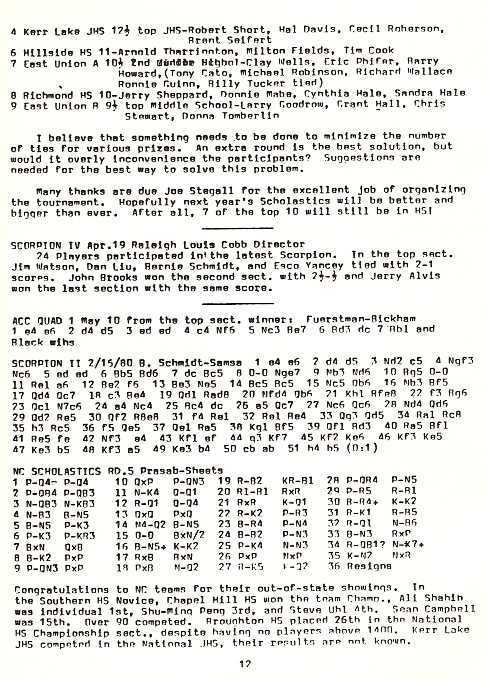 4 Kerr Lake JHS 12½ top JHS-Robert Short, Hal Davis, Cecil Roberson,
Brent Seifert
6 Hillside HS 11-Arnold Tharrington, Milton Fields, Tim Cook
7 East Union A 10½ 2nd Middle School-Clay Wells, Eric Phifer, Barry
Howard,(Tony Cato, Michael Robinson, Richard Wallace
Ronnie Guinn, Billy Tucker tied)
8 Richmond HS 10-Jerry Sheppard, Donnie Mabe, Cynthia Hale, Sandra Hale
9 East Union B 9½ top Middle School-Larry Goodrow, Grant Hall, Chris
Stewart, Donna Tomberlin
I believe that something needs to be done to minimize the number
of ties for various prizes. An extra round is the best solution, but
would it overly inconvenience the participants? Suggestions are
needed for the best way to solve this problem.
Many thanks are due Joe Stegall for the excellent job of organizing
the tournament. Hopefully next year's Scholastics will be better and
bigger than ever. After all, 7 of the top 10 will still be in HS!
SCORPION IV Apr.19 Raleigh Louis Cobb Director
24 Players participated in the latest Scorpion. In the top sect.
Jim Watson, Dan Liu, Bernie Schmidt, and Esco Yancey tied with 2-1
scores. John Brooks won the second sect. with 2½-½ and Jerry Alvis
won the last section with the same score.
ACC QUAD 1 May 10 from the top sect. winner: Fuerstman-Rickham
1 e4 e6 2 d4 d5 3 ed ed 4 c4 Nf6 5 Nc3 Be7 6 Bd3 dc 7 Rb1 and
Black wins
SCORPION II 2/15/80 B. Schmidt-Samsa 1 e4 e6 2 d4 d5 3 Nd2 c5 4 Ngf3
Nc6 5 ed ed 6 Bb5 Bd6 7 dc Bc5 8 0-0 Nge7 9 Nb3 Nd6 10 Bg5 0-0
11 Re1 a6 12 Be2 f6 13 Be3 Ne5 14 Bc5 Bc5 15 Nc5 Qb6 16 Nb3 Bf5
17 Qd4 Qc7 18 c3 Be4 19 Qd1 Rad8 20 Nfd4 Qb6 21 Kh1 Rfe8 22 f3 Bg6
23 Qc1 N7c6 24 a4 Nc4 25 Bc4 dc 26 a5 Qc7 27 Nc6 Qc6 28 Nd4 Qd6
29 Qd2 Re5 30 Qf2 R8e8 31 f4 Re1 32 Re1 Re4 33 Qg3 Qd5 34 Ra1 Rc8
35 h3 Rc5 36 f5 Qe5 37 Qe1 Ra5 38 Kg1 Bf5 39 Qf1 Rd3 40 Ra5 Bf1
41 Re5 fe 42 Nf3 e4 43 Kf1 ef 44 g3 Kf7 45 Kf2 Ke6 46 Kf3 Ke5
47 Ke3 b5 48 Kf3 a5 49 Ke3 b4 50 cb ab 51 h4 h5 (0:1)
NC SCHOLASTICS RD.5 Presab-Sheets
1 P-Q4 P-Q4 10 QxP P-QN3 19 R-B2 KR-B1 28 P-QR4 P-N5
2 P-QB4 P-QB3 11 N-K4 Q-Q1 20 R1-B1 RxR 29 P-R5 R-B1
3 N-QB3 N-KB3 12 R-Q1 Q-Q4 21 RxR K-Q1 30 B-R4+ K-K2
4 N-B3 B-N5 13 QxQ PxQ 22 R-K2 P-R3 31 R-K1 R-B5
5 B-N5 P-K3 14 N4-Q2 B-N5 23 B-R4 P-N4 32 R-Q1 N-B6
6 P-K3 P-KR3 15 0-0 BxN/2 24 B-B2 P-N3 33 B-N3 RxP
7 BxN QxB 16 B-N5+ K-K2 25 P-K4 N-N3 34 R-QB1? N-K7+
8 B-K2 PxP 17 RxB BxN 26 PxP NxP 35 K-N2 NxR
9 P-QN3 PxP 18 PxB N-Q2 27 R-K5 K-Q2 36 Resigns
Congratulations to NC teams for their out-of-state showings. In
the Southern HS Novice, Chapel Hill HS won the team Champ., Ali Shahih
was individual 1st, Shu-Ming Peng 3rd, and Steve Uhl 4th. Sean Campbell
was 15th. Over 90 competed. Broughton HS placed 26th in the National
HS Championship sect., despite having no players above 1400. Kerr Lake
JHS competed in the National JHS, their results are not known.
12